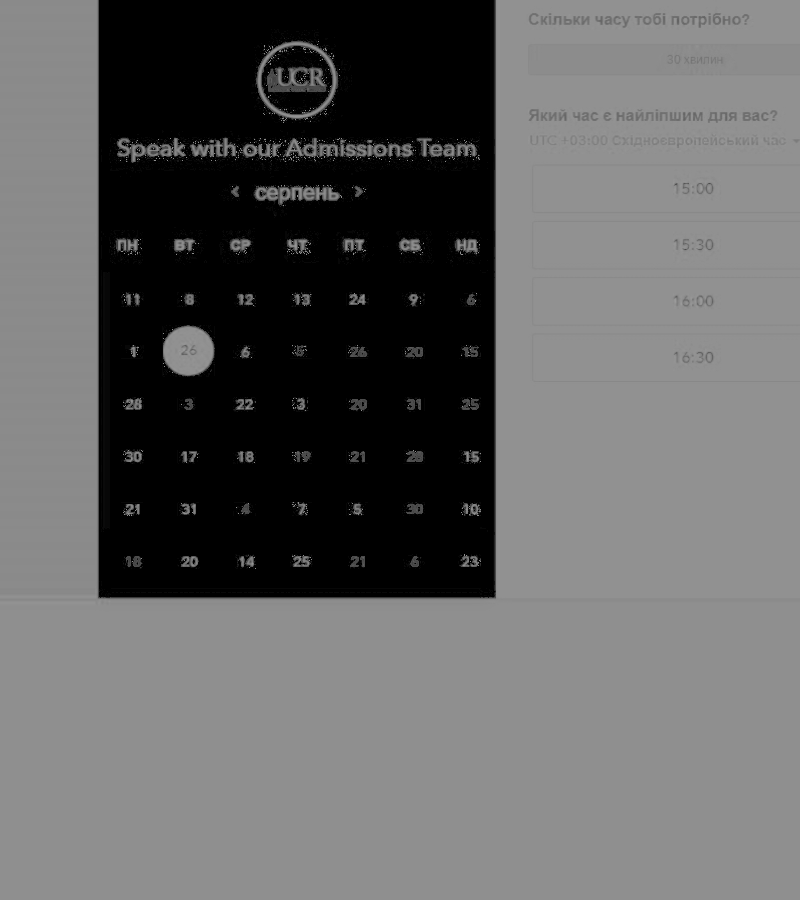 UCR
Speak with our Admissions Team
серпень
ПН ВТ СР ЧТ ПТ СБ НД
11 8 12 13 24 9 6
1 26 6 5 26 20 15
28 3 22 3 20 31 25
30 17 18 19 21 28 15
21 31 4 7 5 30 10
18 20 14 25 21 6 23
Скільки часу тобі потрібно?
30 хвилин
Який час є найліпшим для вас?
UTC +03:00 Східноєвропейський час
15:00
15:30
16:00
16:30